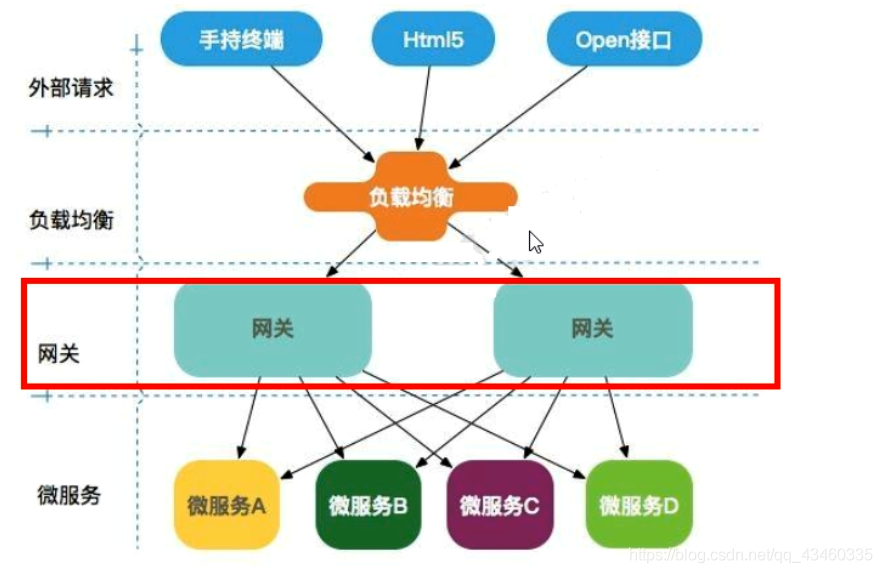 手持终端
Html5
Open接口
外部请求
负载均衡
负载均衡
网关
网关
网关
微服务
微服务A
微服务B
微服务C
微服务D
https://blog.csdn.net/qq_43460335